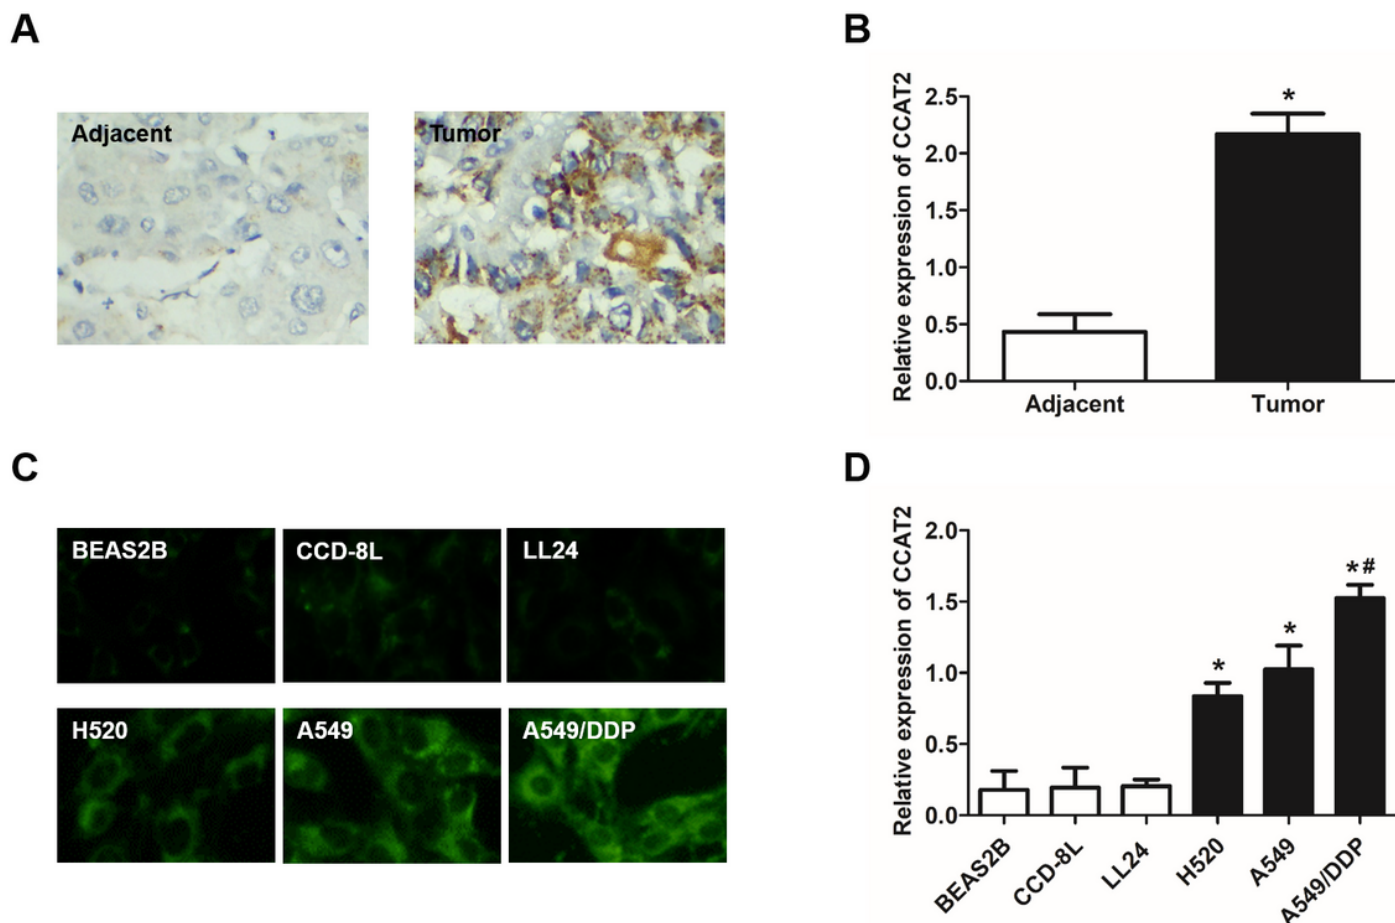 A
B
Adjacent
Tumor
Relative expression of CCAT2
2.5
2.0
1.5
1.0
0.5
0.0
*
Adjacent
Tumor
C
D
BEAS2B
CCD-8L
LL24
H520
A549
A549/DDP
Relative expression of CCAT2
2.0
1.5
1.0
0.5
0.0
*
*
*#
BEAS2B
CCD-8L
LL24
H520
A549
A549/DDP